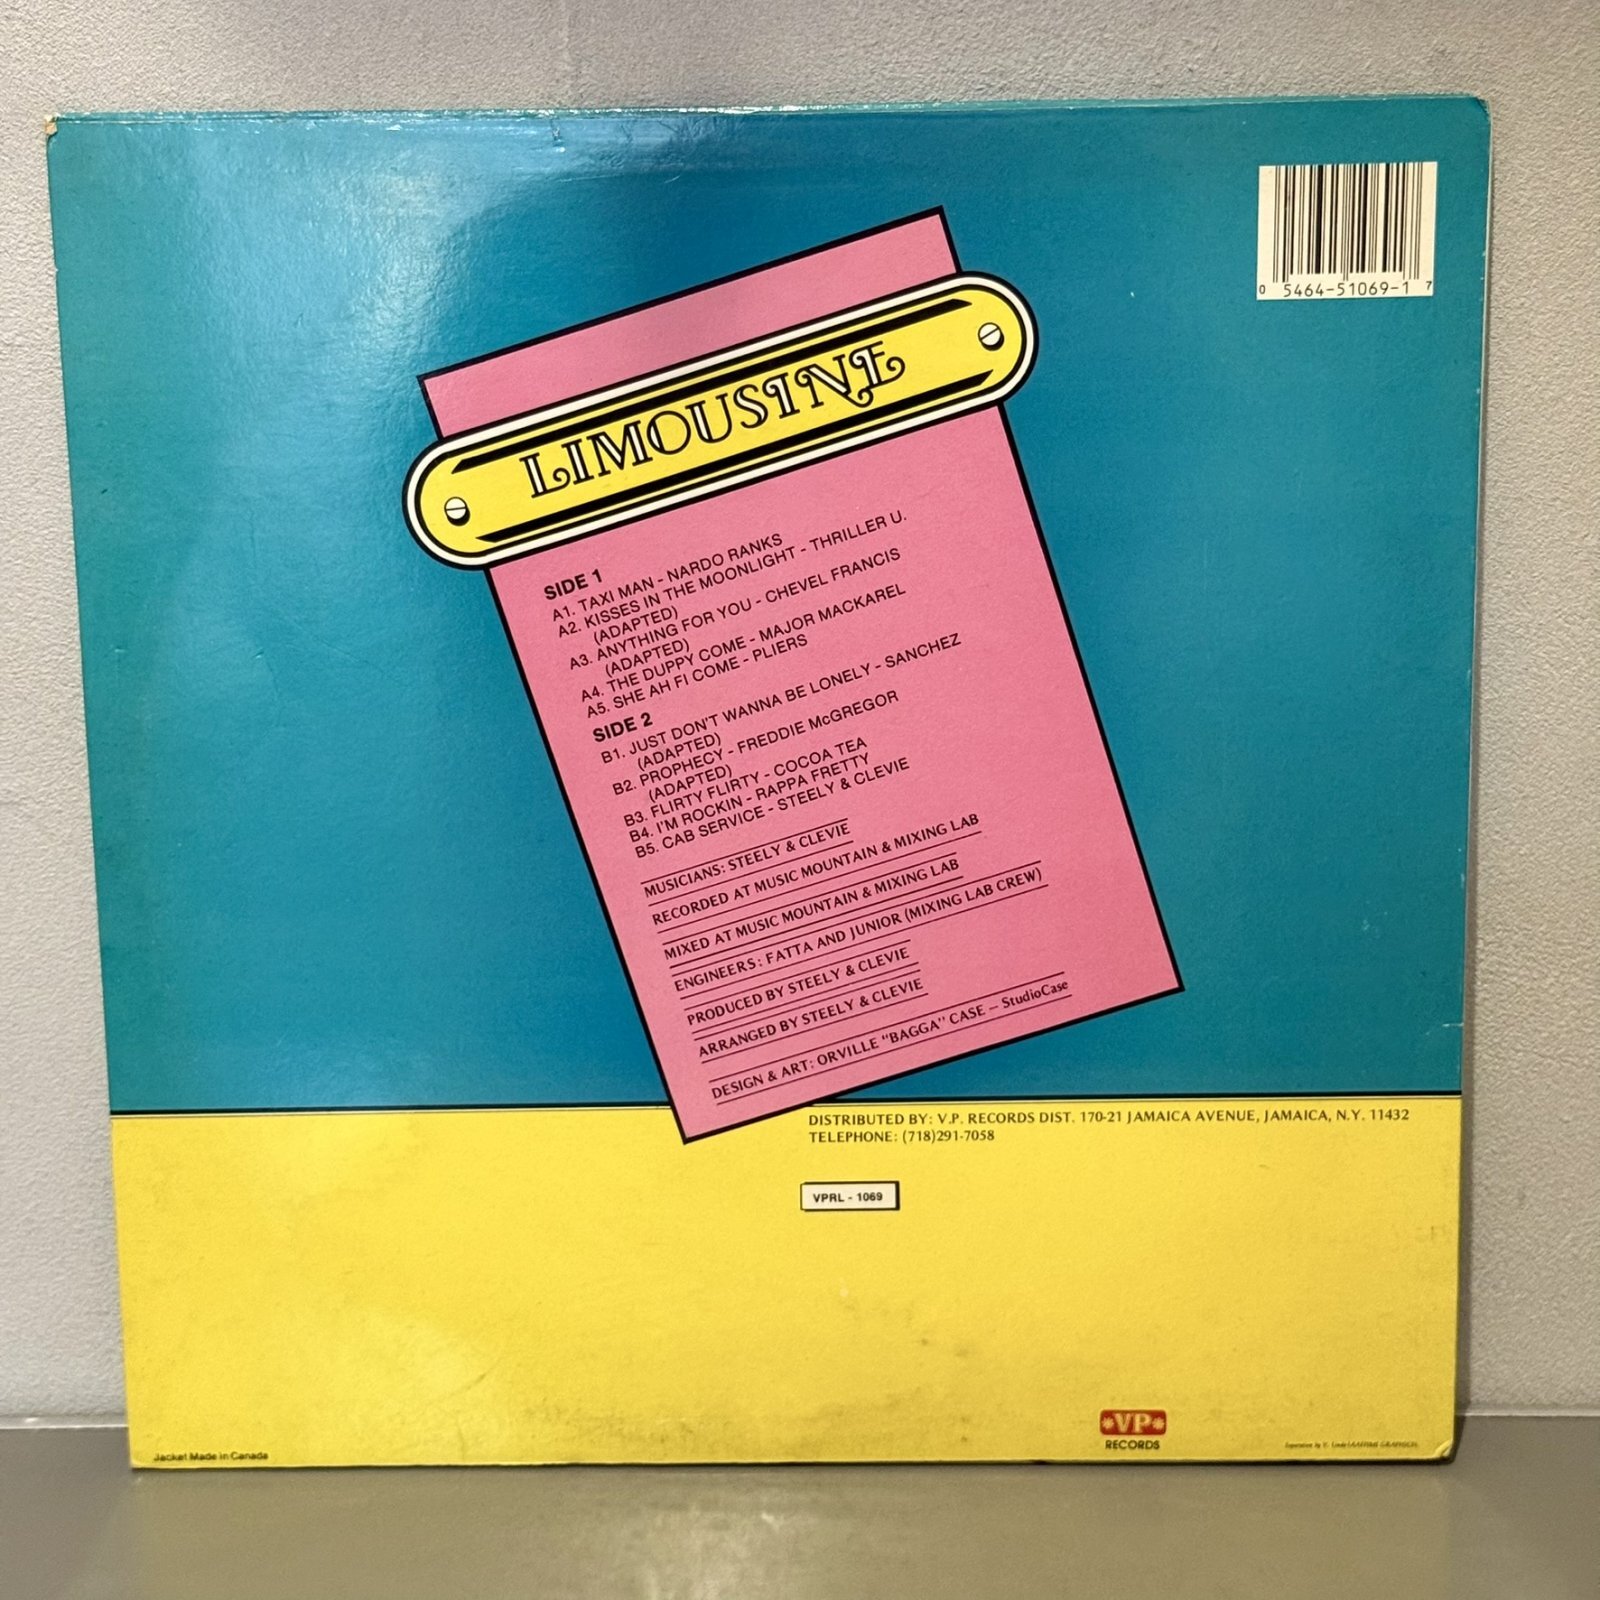 0 5464-51069-1 7
LIMOUSINE
SIDE 1
A1. TAXI MAN - NARDO RANKS
A2. KISSES IN THE MOONLIGHT - THRILLER U.
(ADAPTED)
A3. ANYTHING FOR YOU - CHEVEL FRANCIS
(ADAPTED)
A4. THE DUPPY COME - MAJOR MACKAREL
A5. SHE AH FI COME - PLIERS
SIDE 2
B1. JUST DON'T WANNA BE LONELY - SANCHEZ
(ADAPTED)
B2. PROPHECY - FREDDIE McGREGOR
(ADAPTED)
B3. FLIRTY FLIRTY - COCOA TEA
B4. I'M ROCKIN - RAPPA FRETTY
B5. CAB SERVICE - STEELY & CLEVIE
MUSICIANS: STEELY & CLEVIE
RECORDED AT MUSIC MOUNTAIN & MIXING LAB
MIXED AT MUSIC MOUNTAIN & MIXING LAB
ENGINEERS: FATTA AND JUNIOR (MIXING LAB CREW)
PRODUCED BY STEELY & CLEVIE
ARRANGED BY STEELY & CLEVIE
DESIGN & ART: ORVILLE "BAGGA" CASE — StudioCase
DISTRIBUTED BY: V.P. RECORDS DIST. 170-21 JAMAICA AVENUE, JAMAICA, N.Y. 11432
TELEPHONE: (718)291-7058
VPRL - 1069
VP
RECORDS
Jacket Made in Canada